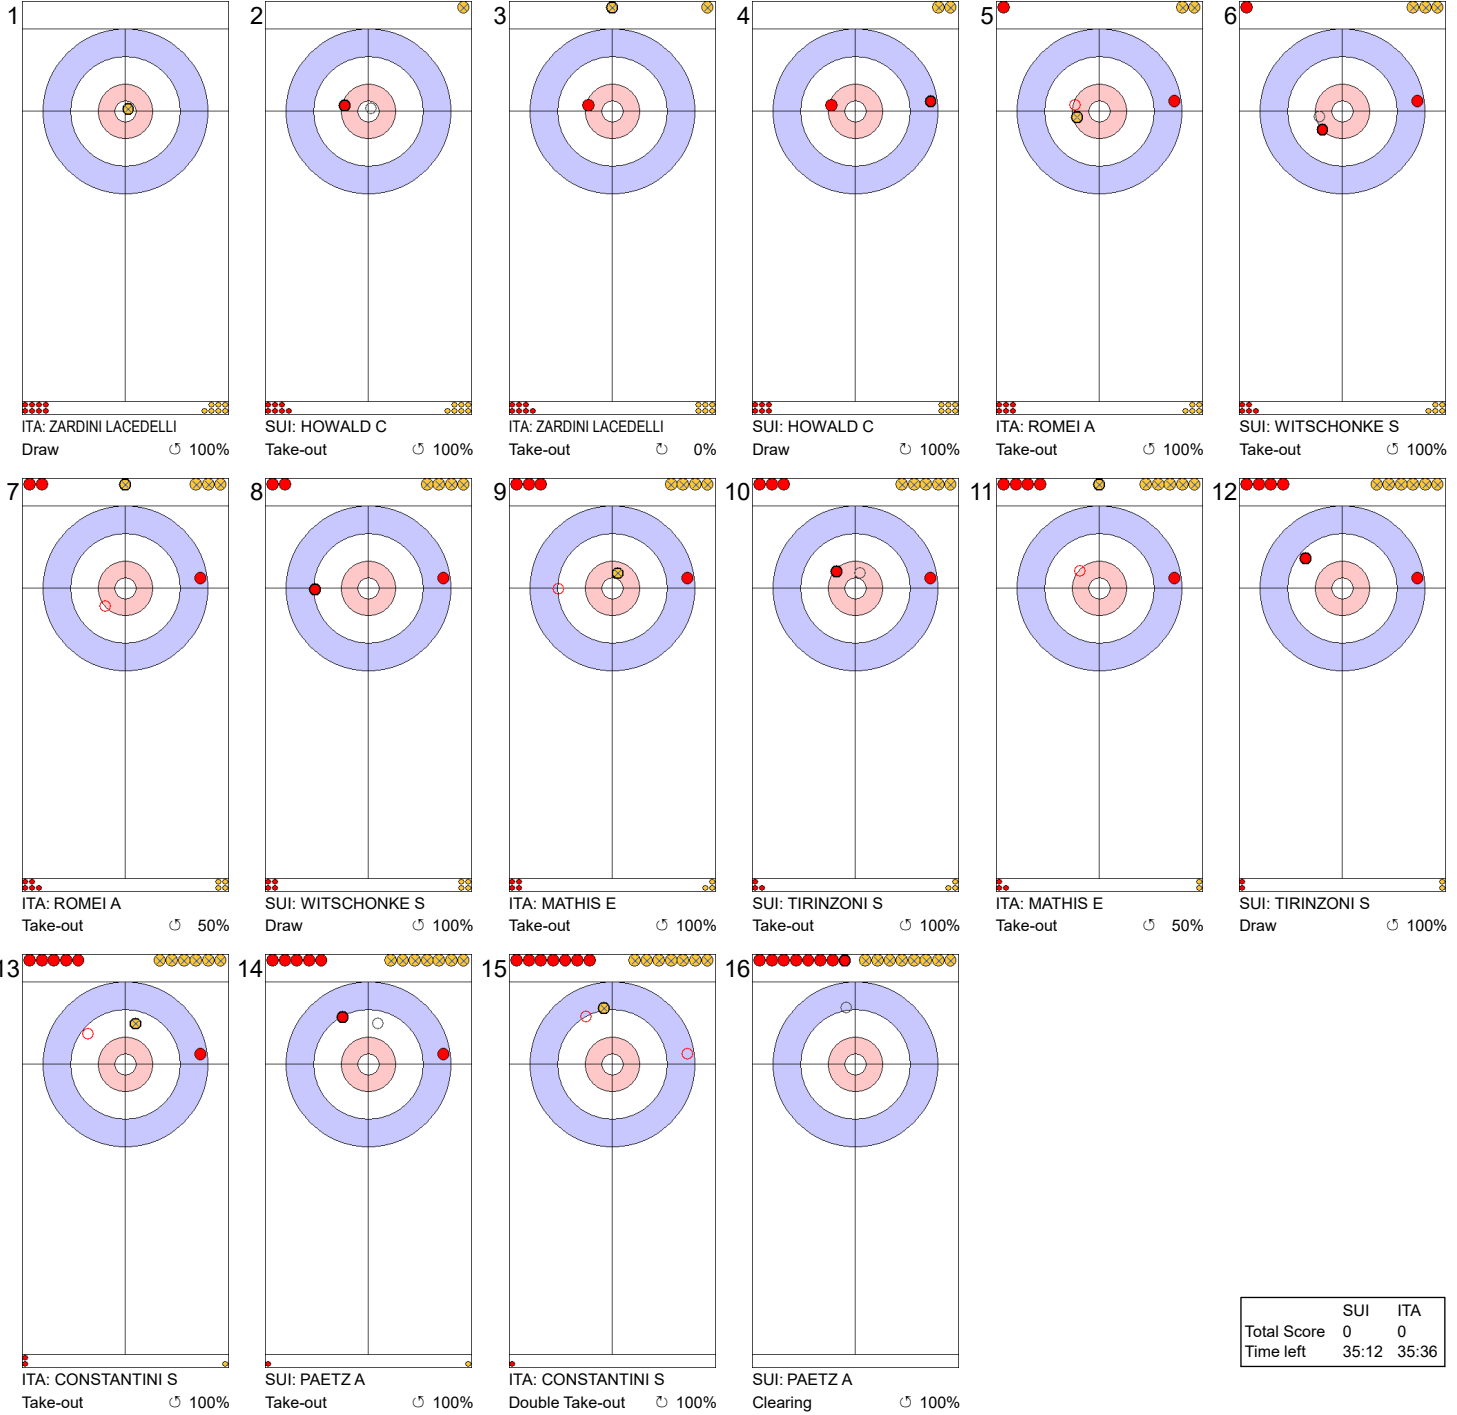 1
2
3
4
5
6
ITA: ZARDINI LACEDELLI
Draw ↺ 100%
SUI: HOWALD C
Take-out ↺ 100%
ITA: ZARDINI LACEDELLI
Take-out ↻ 0%
SUI: HOWALD C
Draw ↺ 100%
ITA: ROMEI A
Take-out ↺ 100%
SUI: WITSCHONKE S
Take-out ↺ 100%
7
8
9
10
11
12
ITA: ROMEI A
Take-out ↺ 50%
SUI: WITSCHONKE S
Draw ↺ 100%
ITA: MATHIS E
Take-out ↺ 100%
SUI: TIRINZONI S
Take-out ↺ 100%
ITA: MATHIS E
Take-out ↺ 50%
SUI: TIRINZONI S
Draw ↺ 100%
13
14
15
16
ITA: CONSTANTINI S
Take-out ↺ 100%
SUI: PAETZ A
Take-out ↺ 100%
ITA: CONSTANTINI S
Double Take-out ↻ 100%
SUI: PAETZ A
Clearing ↺ 100%
SUI ITA
Total Score 0 0
Time left 35:12 35:36